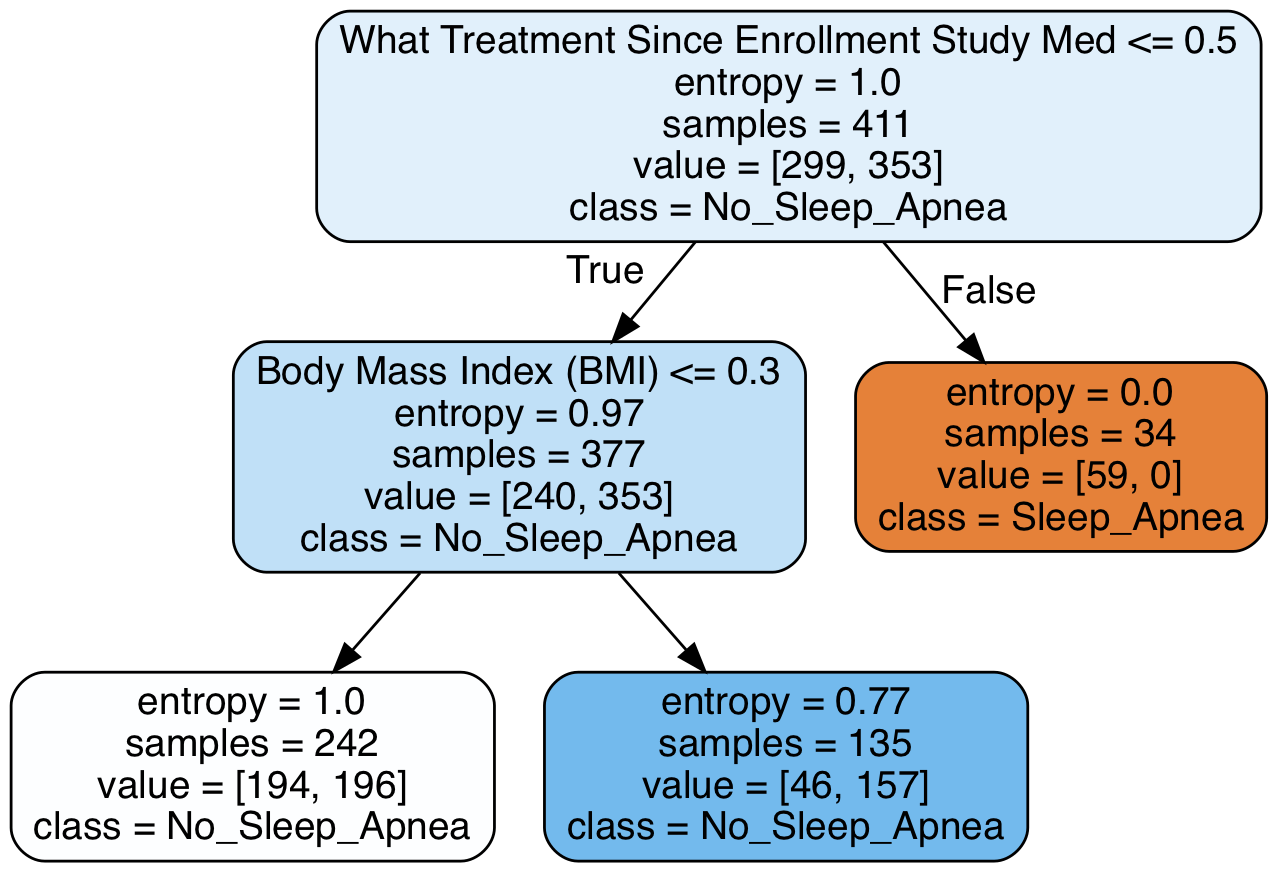 What Treatment Since Enrollment Study Med <= 0.5
entropy = 1.0
samples = 411
value = [299, 353]
class = No_Sleep_Apnea
True
False
Body Mass Index (BMI) <= 0.3
entropy = 0.97
samples = 377
value = [240, 353]
class = No_Sleep_Apnea
entropy = 0.0
samples = 34
value = [59, 0]
class = Sleep_Apnea
entropy = 1.0
samples = 242
value = [194, 196]
class = No_Sleep_Apnea
entropy = 0.77
samples = 135
value = [46, 157]
class = No_Sleep_Apnea